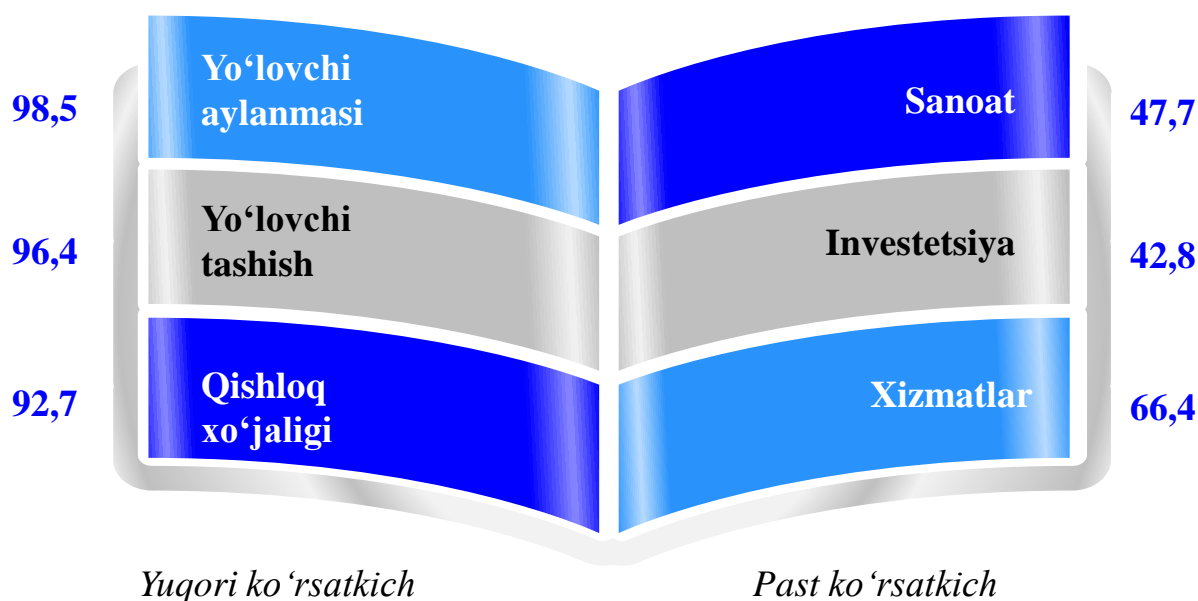 98,5
Yo‘lovchi
aylanmasi
96,4
Yo‘lovchi
tashish
92,7
Qishloq
xo‘jaligi
Yuqori ko‘rsatkich
Sanoat
47,7
Investetsiya
42,8
Xizmatlar
66,4
Past ko‘rsatkich